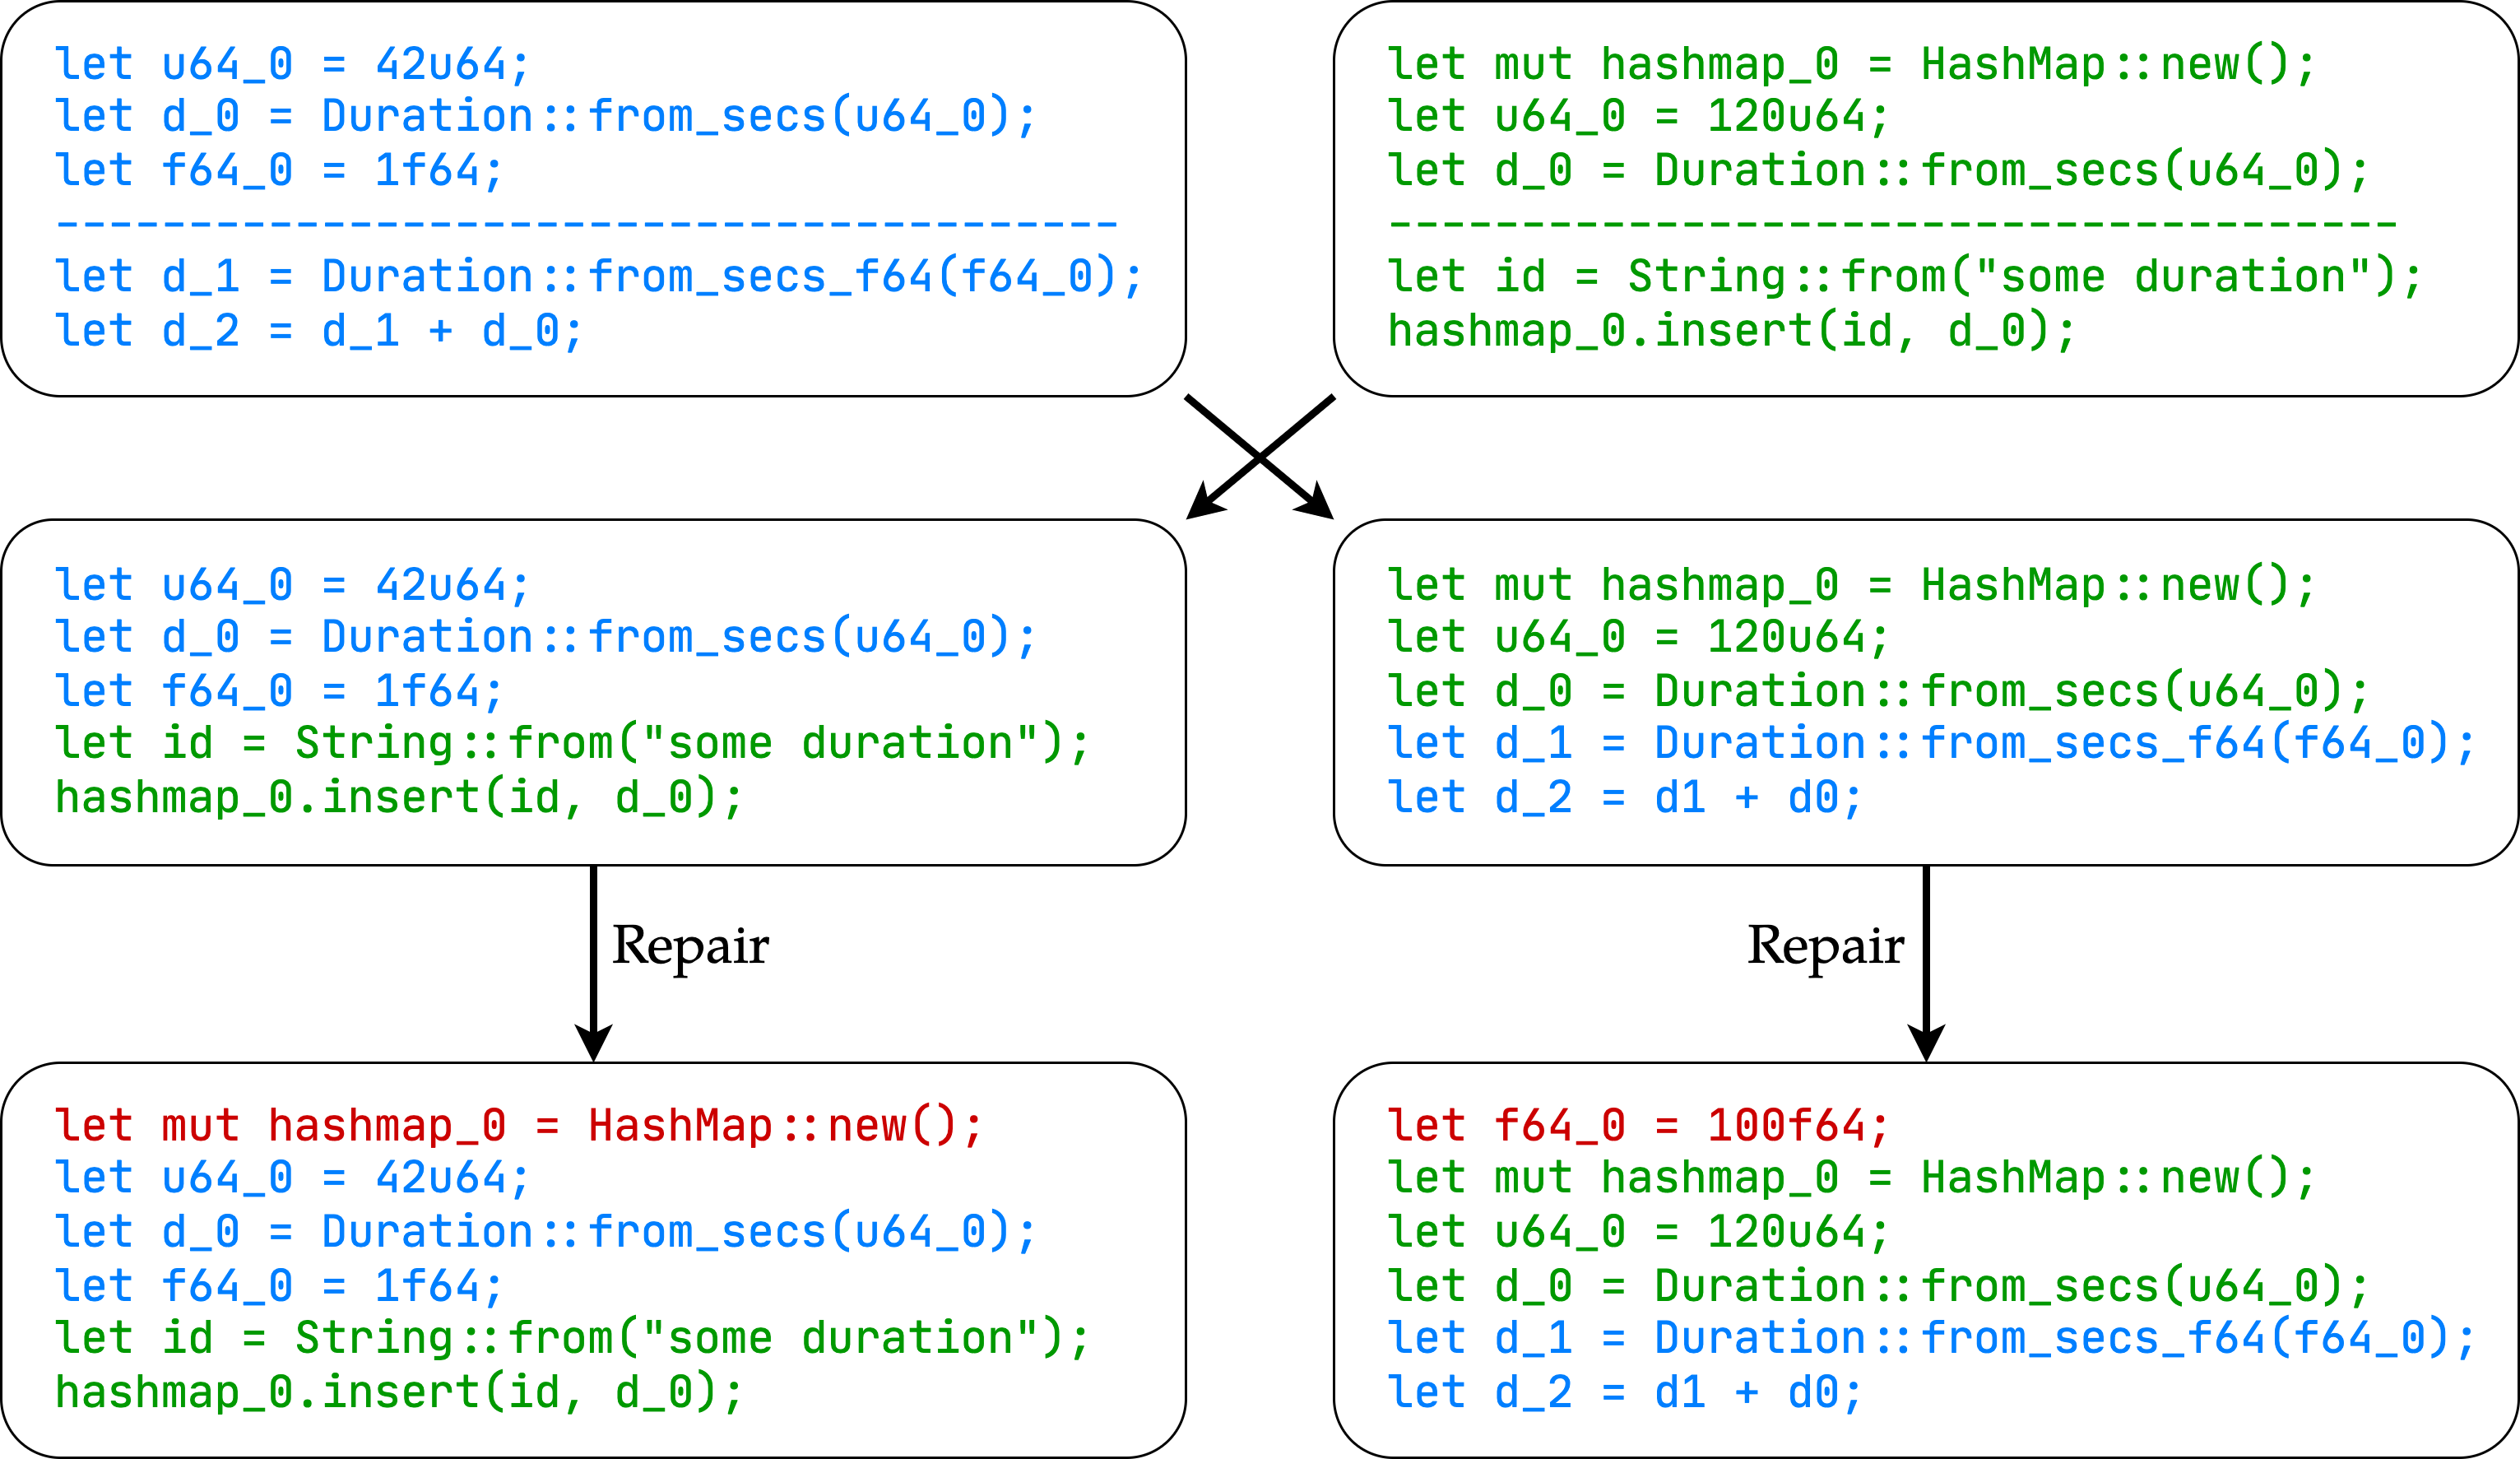 let u64_0 = 42u64;
let d_0 = Duration::from_secs(u64_0);
let f64_0 = 1f64;
----------------------------------------
let d_1 = Duration::from_secs_f64(f64_0);
let d_2 = d_1 + d_0;
let mut hashmap_0 = HashMap::new();
let u64_0 = 120u64;
let d_0 = Duration::from_secs(u64_0);
--------------------------------------
let id = String::from("some duration");
hashmap_0.insert(id, d_0);
let u64_0 = 42u64;
let d_0 = Duration::from_secs(u64_0);
let f64_0 = 1f64;
let id = String::from("some duration");
hashmap_0.insert(id, d_0);
let mut hashmap_0 = HashMap::new();
let u64_0 = 120u64;
let d_0 = Duration::from_secs(u64_0);
let d_1 = Duration::from_secs_f64(f64_0);
let d_2 = d1 + d0;
Repair
Repair
let mut hashmap_0 = HashMap::new();
let u64_0 = 42u64;
let d_0 = Duration::from_secs(u64_0);
let f64_0 = 1f64;
let id = String::from("some duration");
hashmap_0.insert(id, d_0);
let f64_0 = 100f64;
let mut hashmap_0 = HashMap::new();
let u64_0 = 120u64;
let d_0 = Duration::from_secs(u64_0);
let d_1 = Duration::from_secs_f64(f64_0);
let d_2 = d1 + d0;